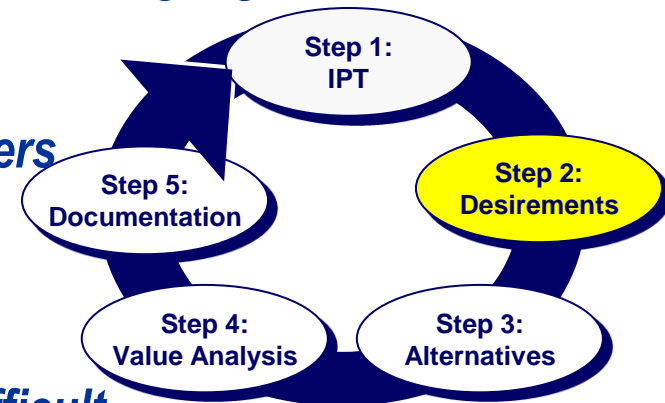 Step 1:
IPT
ers
Step 2:
Desirements
Step 5:
Documentation
Step 4:
Value Analysis
Step 3:
Alternatives